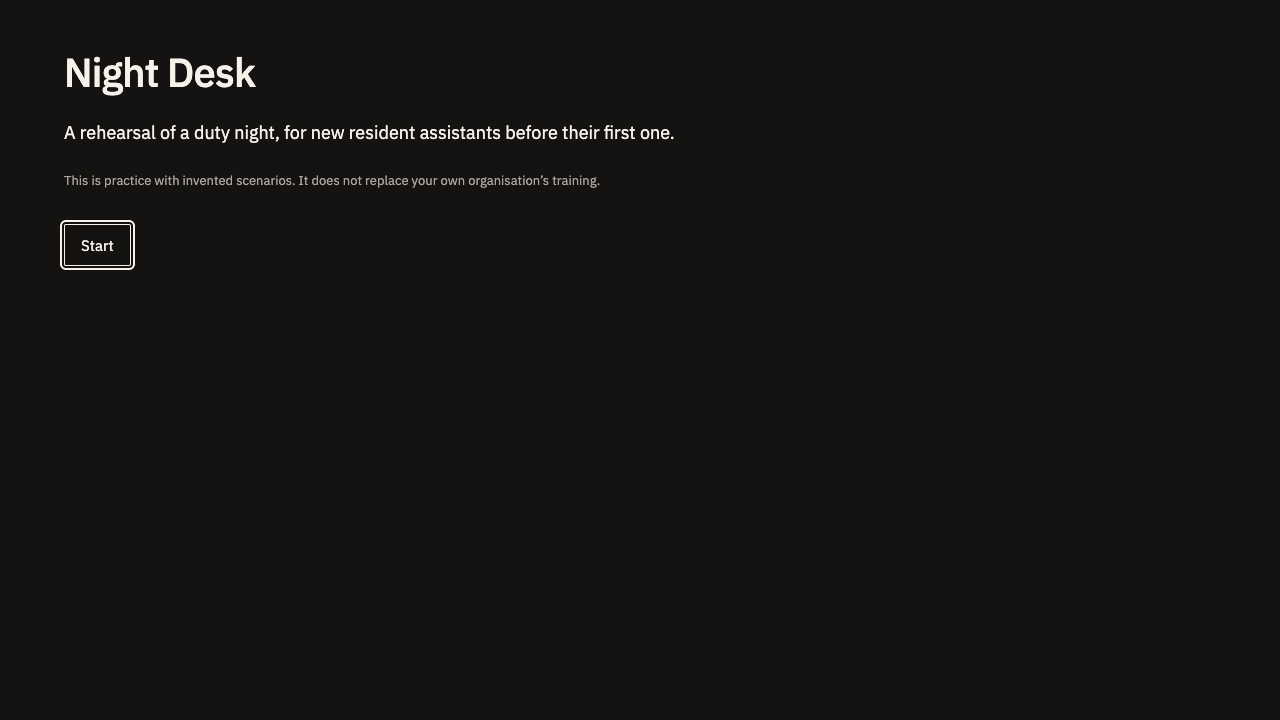 Night Desk
A rehearsal of a duty night, for new resident assistants before their first one.
This is practice with invented scenarios. It does not replace your own organisation’s training.
Start